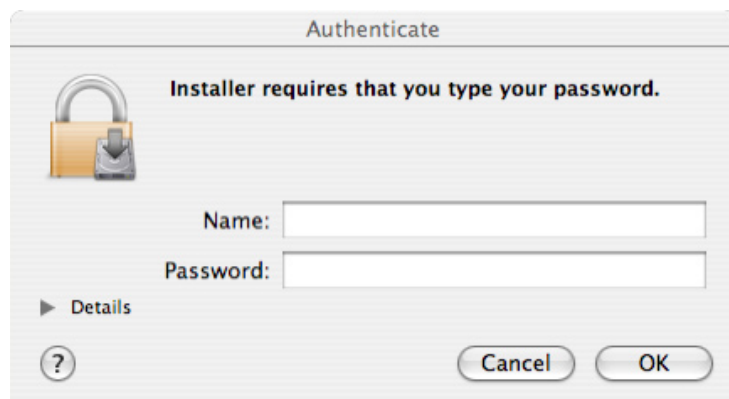 Authenticate
Installer requires that you type your password.
Name:
Password:
Details
?
Cancel OK